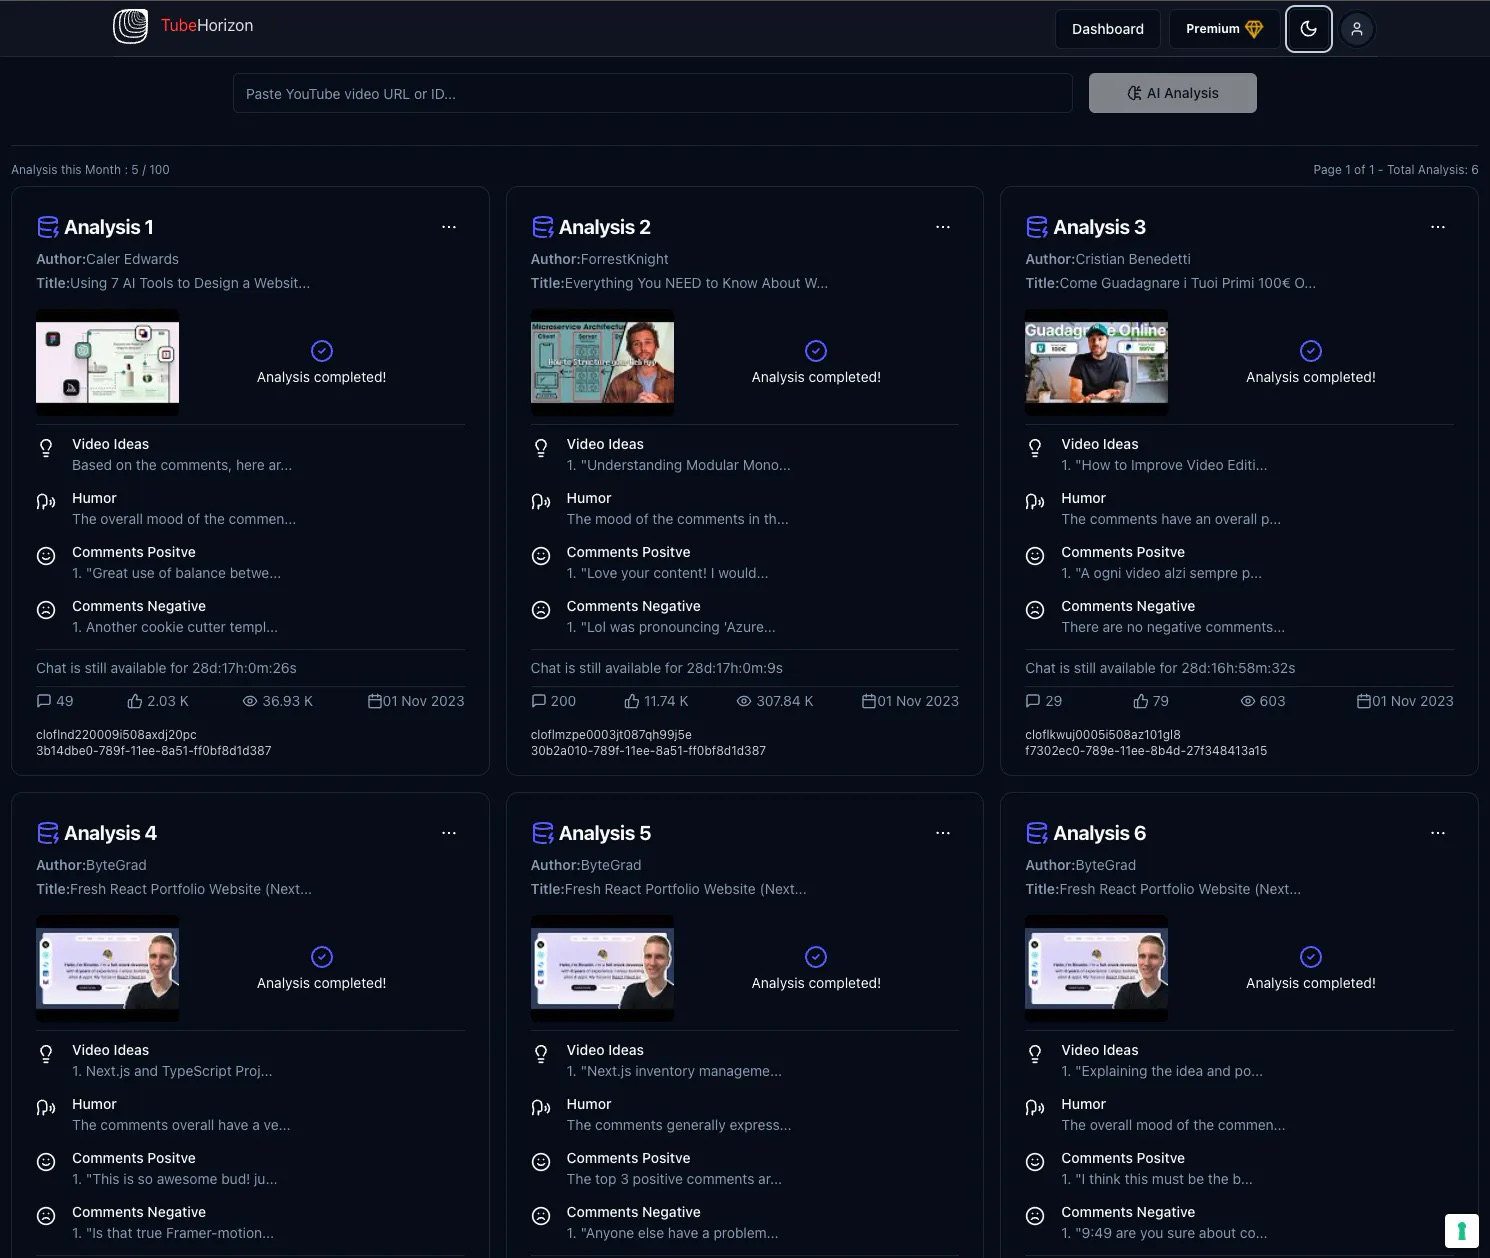 TubeHorizon
Dashboard
Premium
Paste YouTube video URL or ID...
AI Analysis
Analysis this Month : 5 / 100
Page 1 of 1 - Total Analysis: 6
Analysis 1
Author:Caler Edwards
Title:Using 7 AI Tools to Design a Websit...
Analysis completed!
Video Ideas
Based on the comments, here ar...
Humor
The overall mood of the commen...
Comments Positve
1. "Great use of balance betwe...
Comments Negative
1. Another cookie cutter templ...
Chat is still available for 28d:17h:0m:26s
49 2.03 K 36.93 K 01 Nov 2023
cloflnd220009i508axdj20pc
3b14dbe0-789f-11ee-8a51-ff0bf8d1d387
Analysis 2
Author:ForrestKnight
Title:Everything You NEED to Know About W...
Microservice Architectu
Client Server
How to Structure your Web App
Analysis completed!
Video Ideas
1. "Understanding Modular Mono...
Humor
The mood of the comments in th...
Comments Positve
1. "Love your content! I would...
Comments Negative
1. "Lol was pronouncing 'Azure...
Chat is still available for 28d:17h:0m:9s
200 11.74 K 307.84 K 01 Nov 2023
cloflmzpe0003jt087qh99j5e
30b2a010-789f-11ee-8a51-ff0bf8d1d387
Analysis 3
Author:Cristian Benedetti
Title:Come Guadagnare i Tuoi Primi 100€ O...
Guadagn e Online
100€
Analysis completed!
Video Ideas
1. "How to Improve Video Editi...
Humor
The comments have an overall p...
Comments Positve
1. "A ogni video alzi sempre p...
Comments Negative
There are no negative comments...
Chat is still available for 28d:16h:58m:32s
29 79 603 01 Nov 2023
cloflkwuj0005i508az101gl8
f7302ec0-789e-11ee-8b4d-27f348413a15
Analysis 4
Author:ByteGrad
Title:Fresh React Portfolio Website (Next...
Analysis completed!
Video Ideas
1. Next.js and TypeScript Proj...
Humor
The comments overall have a ve...
Comments Positve
1. "This is so awesome bud! ju...
Comments Negative
1. "Is that true Framer-motion...
Analysis 5
Author:ByteGrad
Title:Fresh React Portfolio Website (Next...
Analysis completed!
Video Ideas
1. "Next.js inventory manageme...
Humor
The comments generally express...
Comments Positve
The top 3 positive comments ar...
Comments Negative
1. "Anyone else have a problem...
Analysis 6
Author:ByteGrad
Title:Fresh React Portfolio Website (Next...
Analysis completed!
Video Ideas
1. "Explaining the idea and po...
Humor
The overall mood of the commen...
Comments Positve
1. "I think this must be the b...
Comments Negative
1. "9:49 are you sure about co...